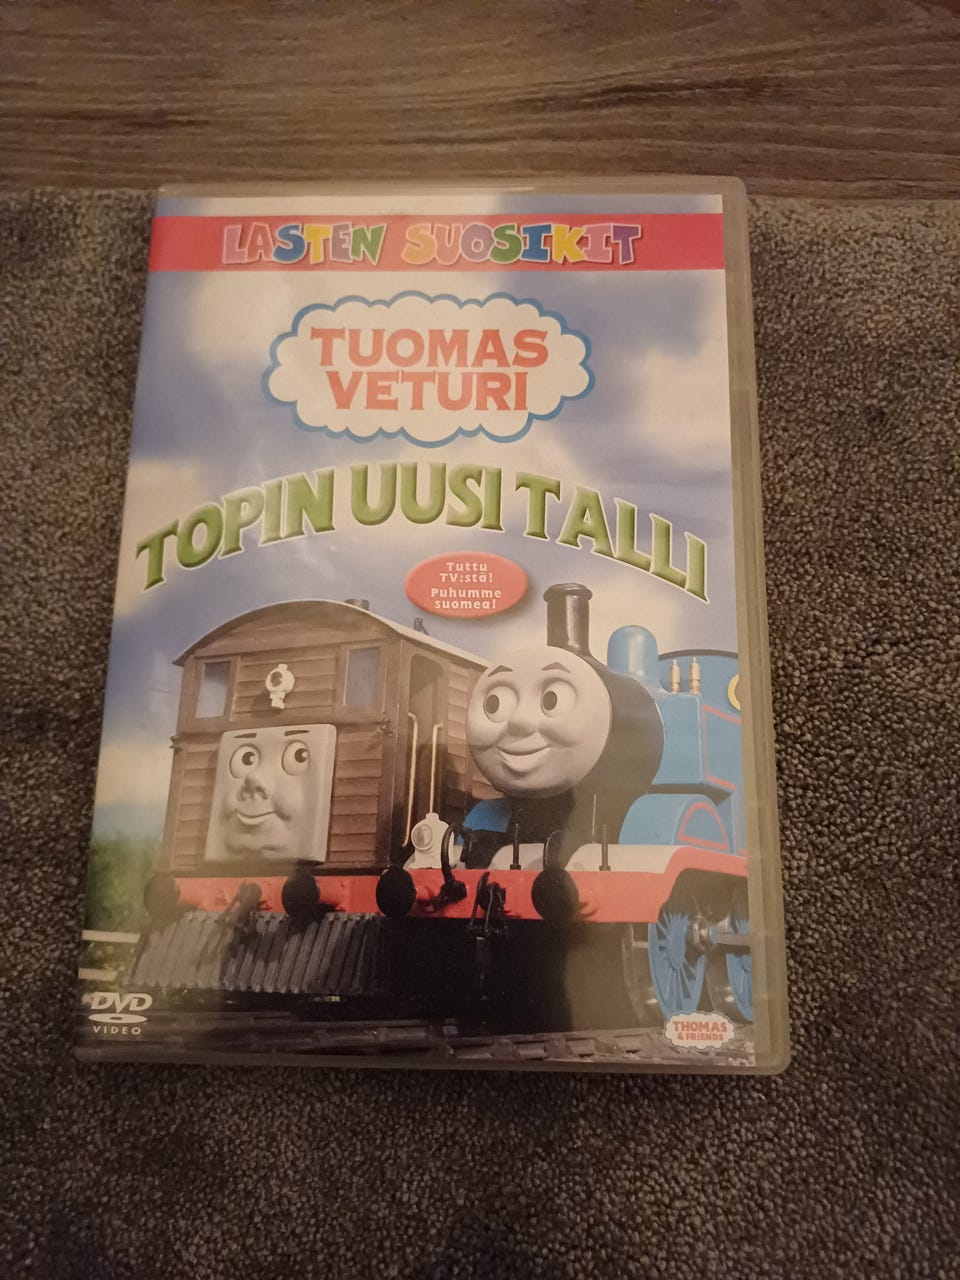 LASTEN SUOSIKIT
TUOMAS
VETURI
TOPIN UUSI TALLI
Tuttu
TV:stä!
Puhumme
suomea!
DVD
VIDEO
THOMAS
& FRIENDS